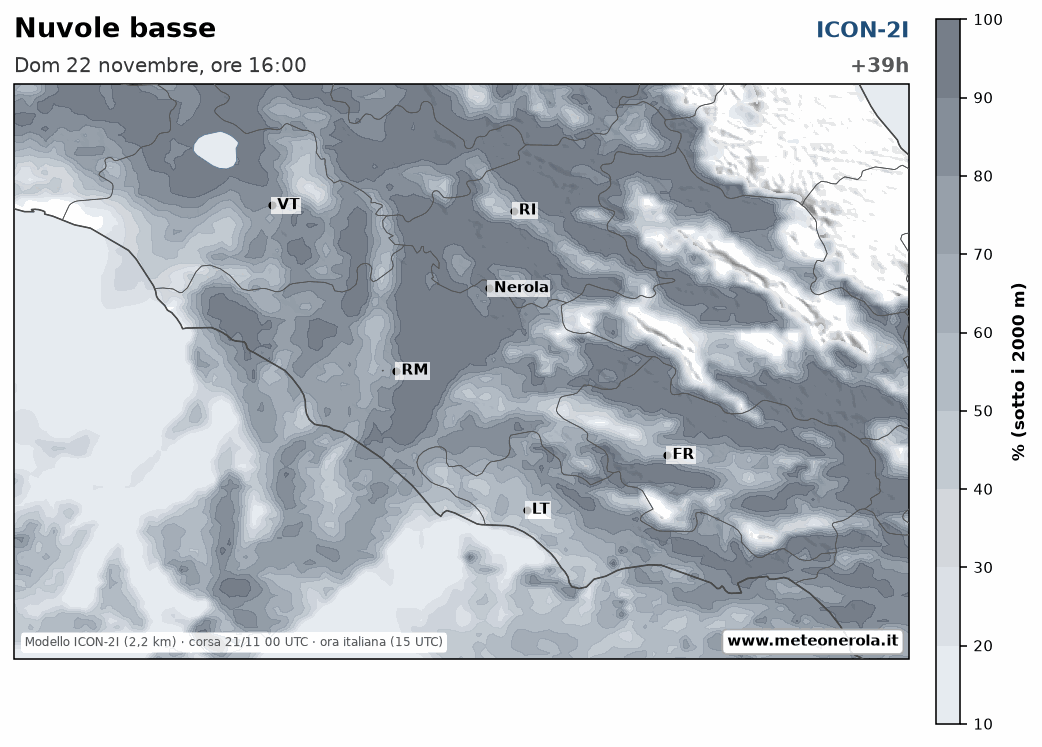 Nuvole basse
ICON-2I
Dom 22 novembre, ore 16:00
+39h
VT
RI
Nerola
RM
FR
LT
Modello ICON-2I (2,2 km) · corsa 21/11 00 UTC · ora italiana (15 UTC)
www.meteonerola.it
100
90
80
70
60
50
40
30
20
10
% (sotto i 2000 m)